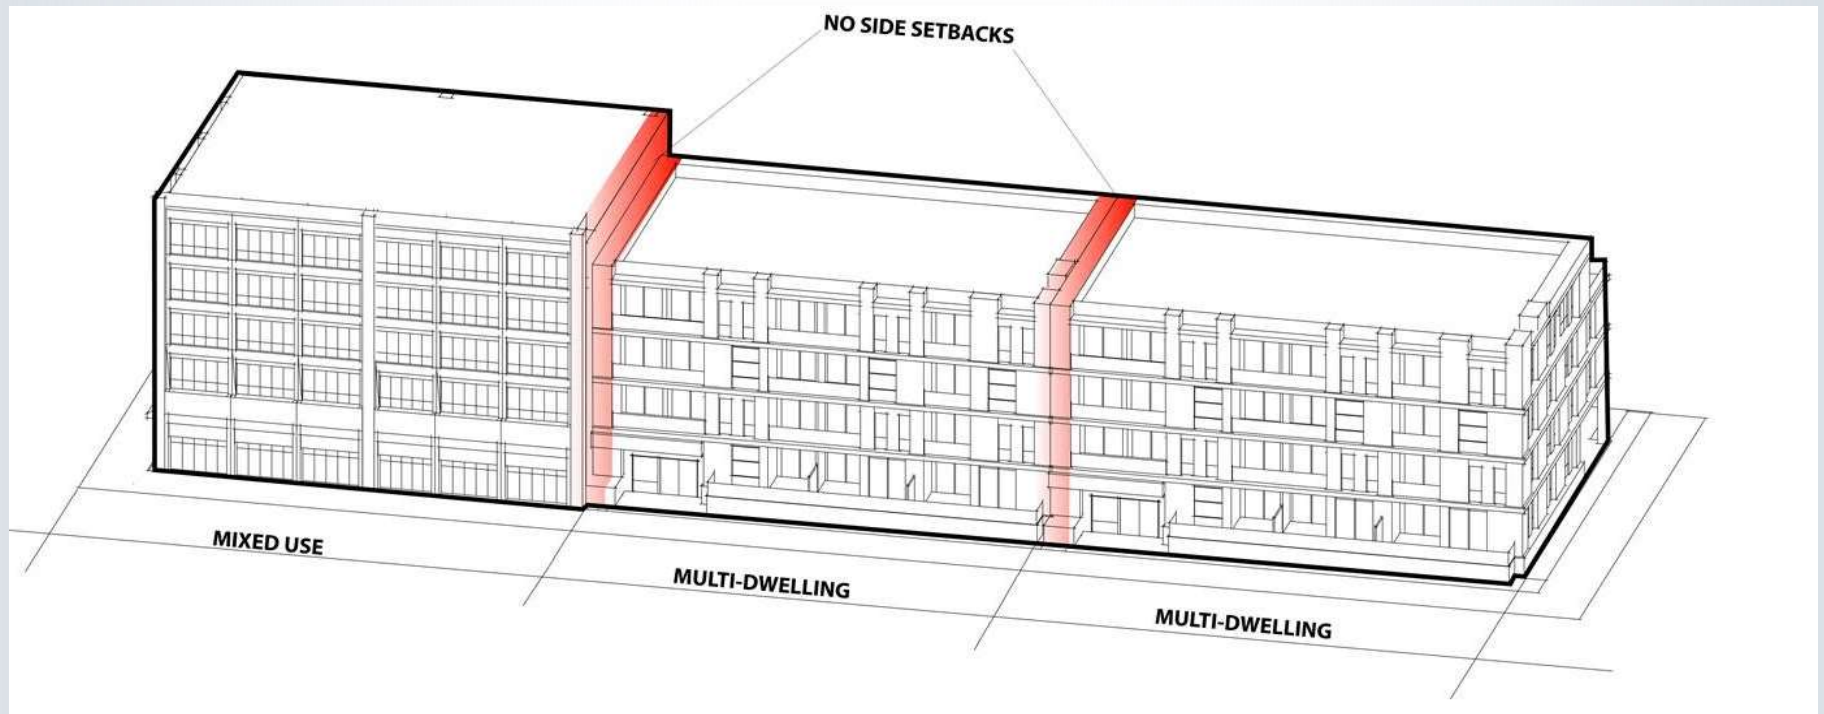 NO SIDE SETBACKS
MIXED USE
MULTI-DWELLING
MULTI-DWELLING